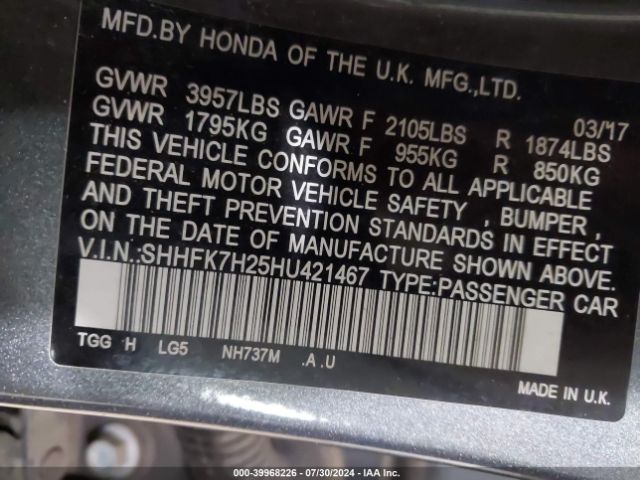 MFD.BY HONDA OF THE U.K. MFG.,LTD.
03/'17
GVWR 3957LBS GAWR F 2105LBS R 1874LBS
GVWR 1795KG GAWR F 955KG R 850KG
THIS VEHICLE CONFORMS TO ALL APPLICABLE
FEDERAL MOTOR VEHICLE SAFETY , BUMPER ,
AND THEFT PREVENTION STANDARDS IN EFFECT
ON THE DATE OF MANUFACTURE SHOWN ABOVE.
V.I.N.:SHHFK7H25HU421467 TYPE:PASSENGER CAR
TGG H LG5 NH737M .A .U
MADE IN U.K.
000-39968226 | 07/30/2024 | IAA Inc.